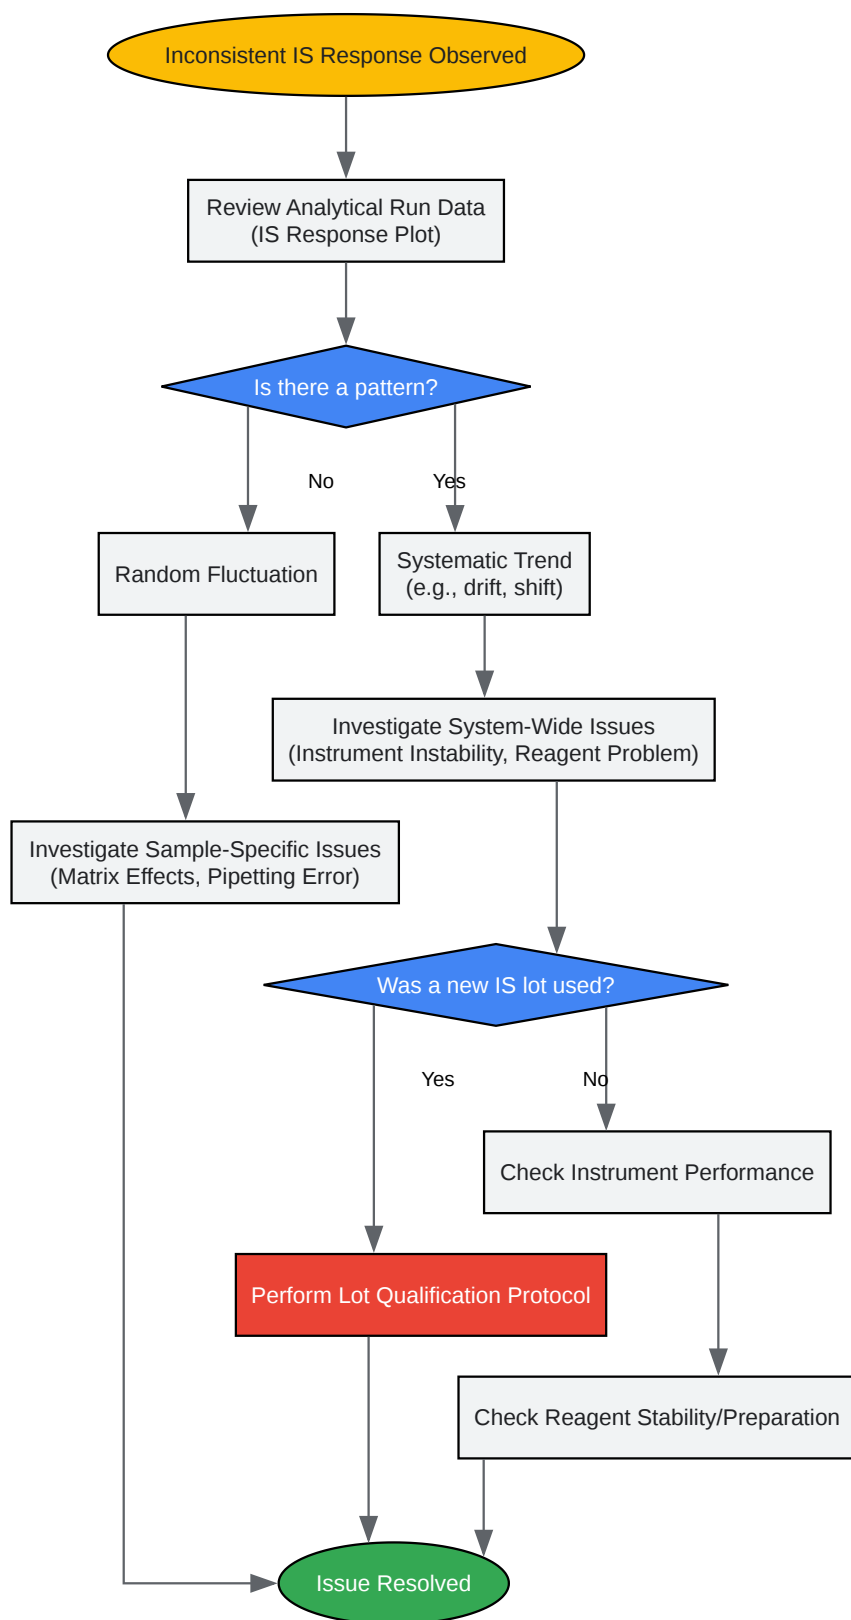 Inconsistent IS Response Observed
Review Analytical Run Data
(IS Response Plot)
Is there a pattern?
No
Yes
Random Fluctuation
Systematic Trend
(e.g., drift, shift)
Investigate System-Wide Issues
(Instrument Instability, Reagent Problem)
Investigate Sample-Specific Issues
(Matrix Effects, Pipetting Error)
Was a new IS lot used?
Yes
No
Check Instrument Performance
Perform Lot Qualification Protocol
Check Reagent Stability/Preparation
Issue Resolved